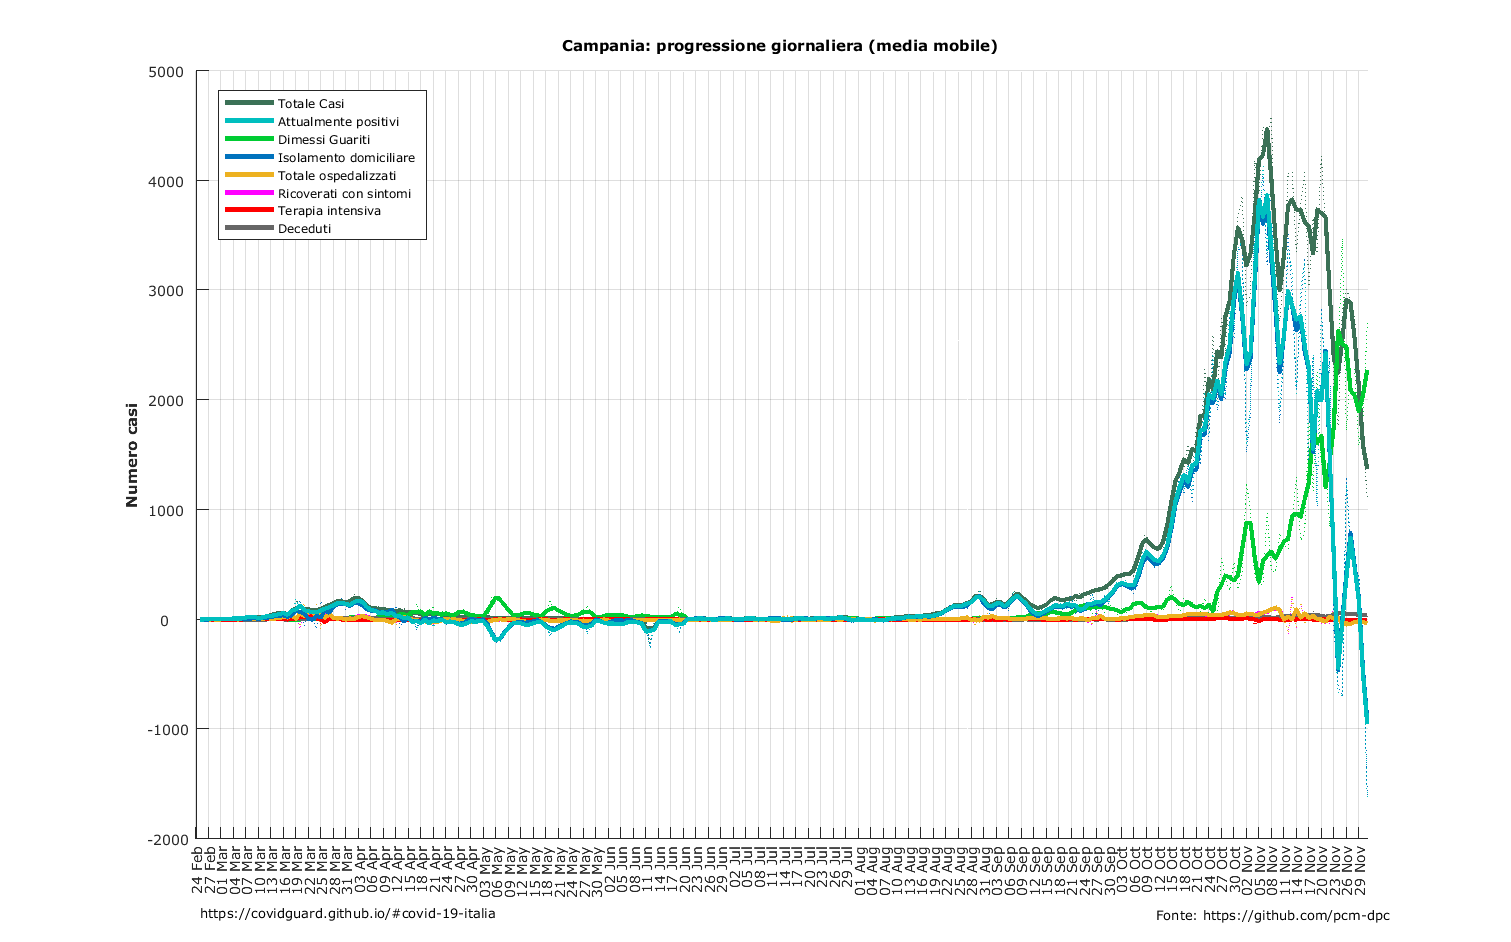 Campania: progressione giornaliera (media mobile)
5000
4000
3000
2000
1000
0
-1000
-2000
Numero casi
Totale Casi
Attualmente positivi
Dimessi Guariti
Isolamento domiciliare
Totale ospedalizzati
Ricoverati con sintomi
Terapia intensiva
Deceduti
24 Feb
27 Feb
01 Mar
04 Mar
07 Mar
10 Mar
13 Mar
16 Mar
19 Mar
22 Mar
25 Mar
28 Mar
31 Mar
03 Apr
06 Apr
09 Apr
12 Apr
15 Apr
18 Apr
21 Apr
24 Apr
27 Apr
30 Apr
03 May
06 May
09 May
12 May
15 May
18 May
21 May
24 May
27 May
30 May
02 Jun
05 Jun
08 Jun
11 Jun
14 Jun
17 Jun
20 Jun
23 Jun
26 Jun
29 Jun
02 Jul
05 Jul
08 Jul
11 Jul
14 Jul
17 Jul
20 Jul
23 Jul
26 Jul
29 Jul
01 Aug
04 Aug
07 Aug
10 Aug
13 Aug
16 Aug
19 Aug
22 Aug
25 Aug
28 Aug
31 Aug
03 Sep
06 Sep
09 Sep
12 Sep
15 Sep
18 Sep
21 Sep
24 Sep
27 Sep
30 Sep
03 Oct
06 Oct
09 Oct
12 Oct
15 Oct
18 Oct
21 Oct
24 Oct
27 Oct
30 Oct
02 Nov
05 Nov
08 Nov
11 Nov
14 Nov
17 Nov
20 Nov
23 Nov
26 Nov
29 Nov
https://covidguard.github.io/#covid-19-italia
Fonte: https://github.com/pcm-dpc